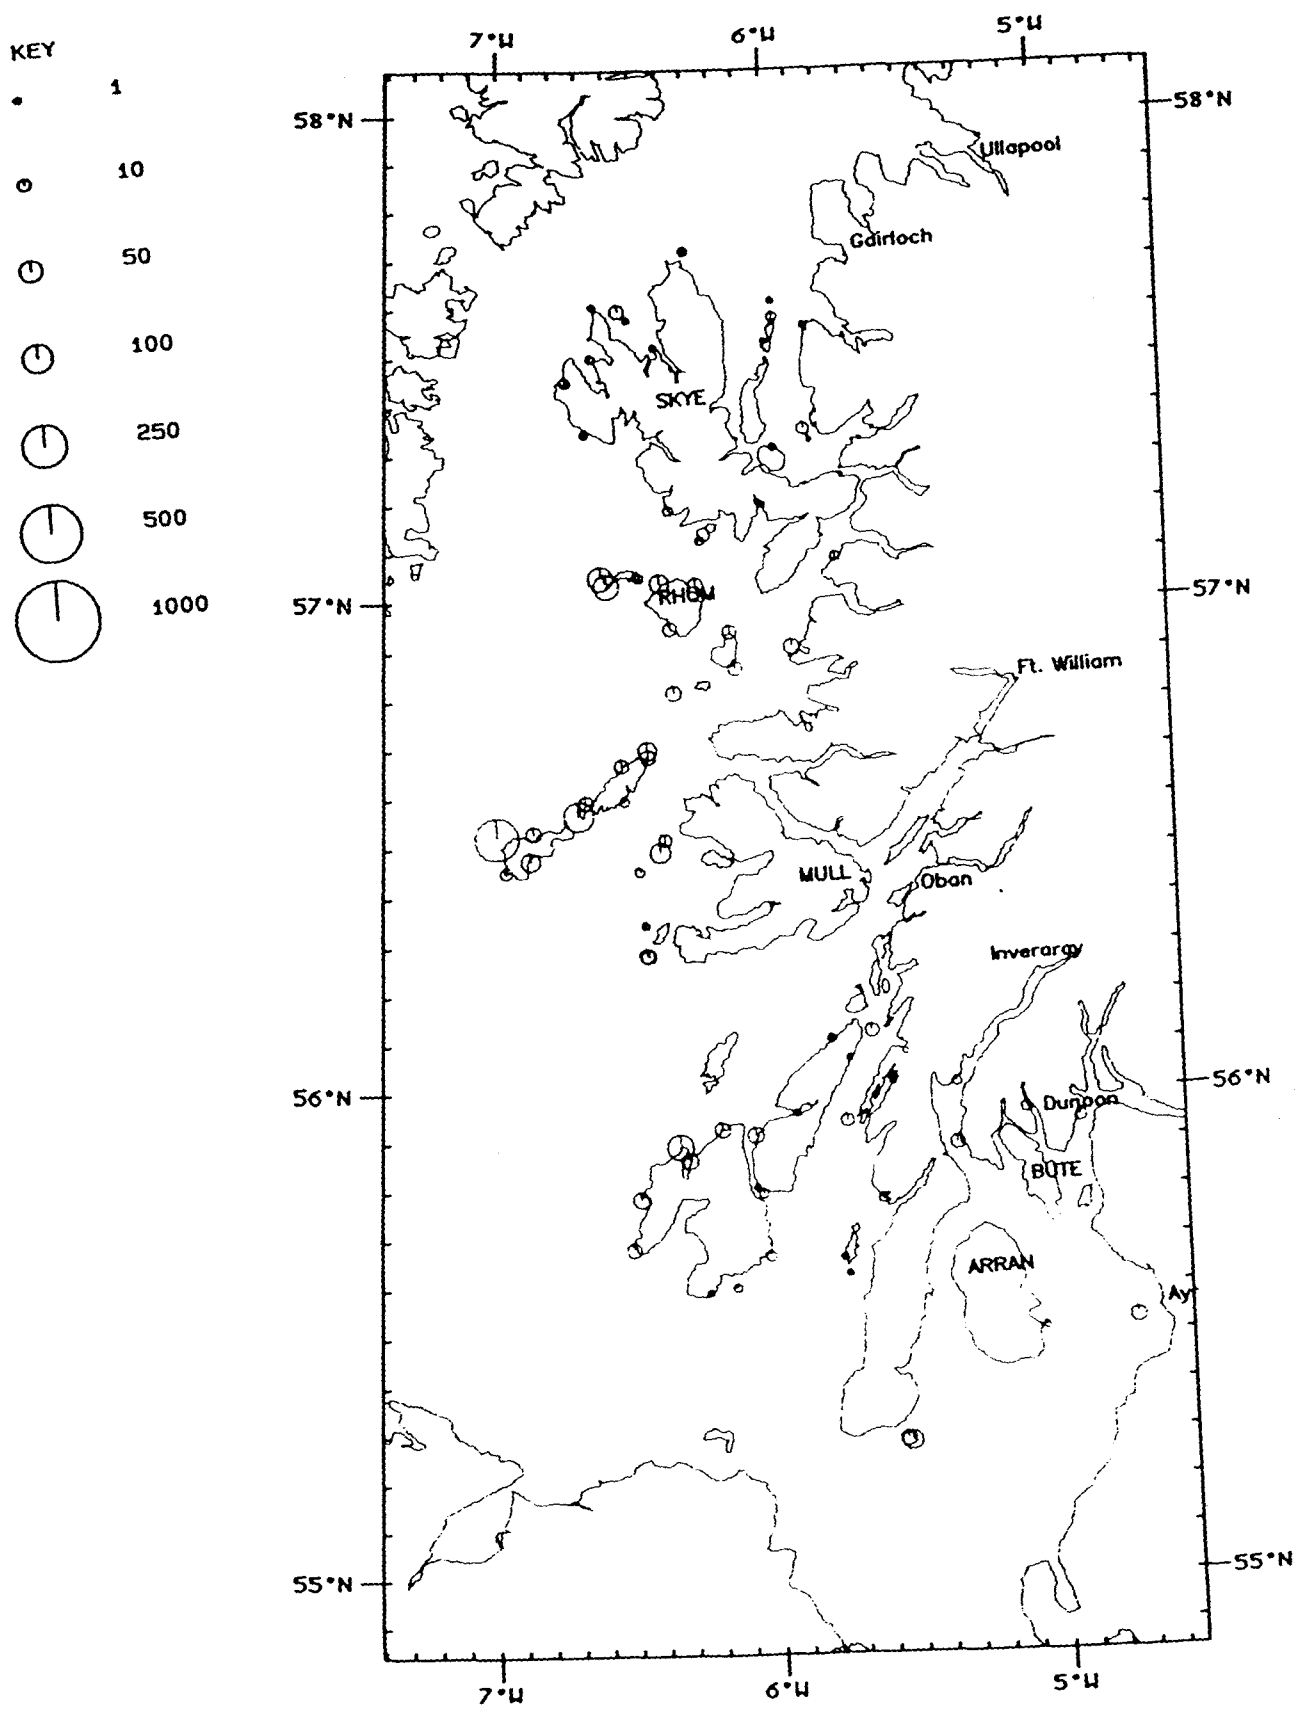 KEY
1
10
50
100
250
500
1000
7°W
6°W
5°W
58°N
58°N
Ullapool
Gairloch
SKYE
57°N
RHUM
57°N
Ft. William
MULL
Oban
Inveraray
56°N
56°N
Dunoon
BUTE
ARRAN
Ay
55°N
55°N
7°W
6°W
5°W